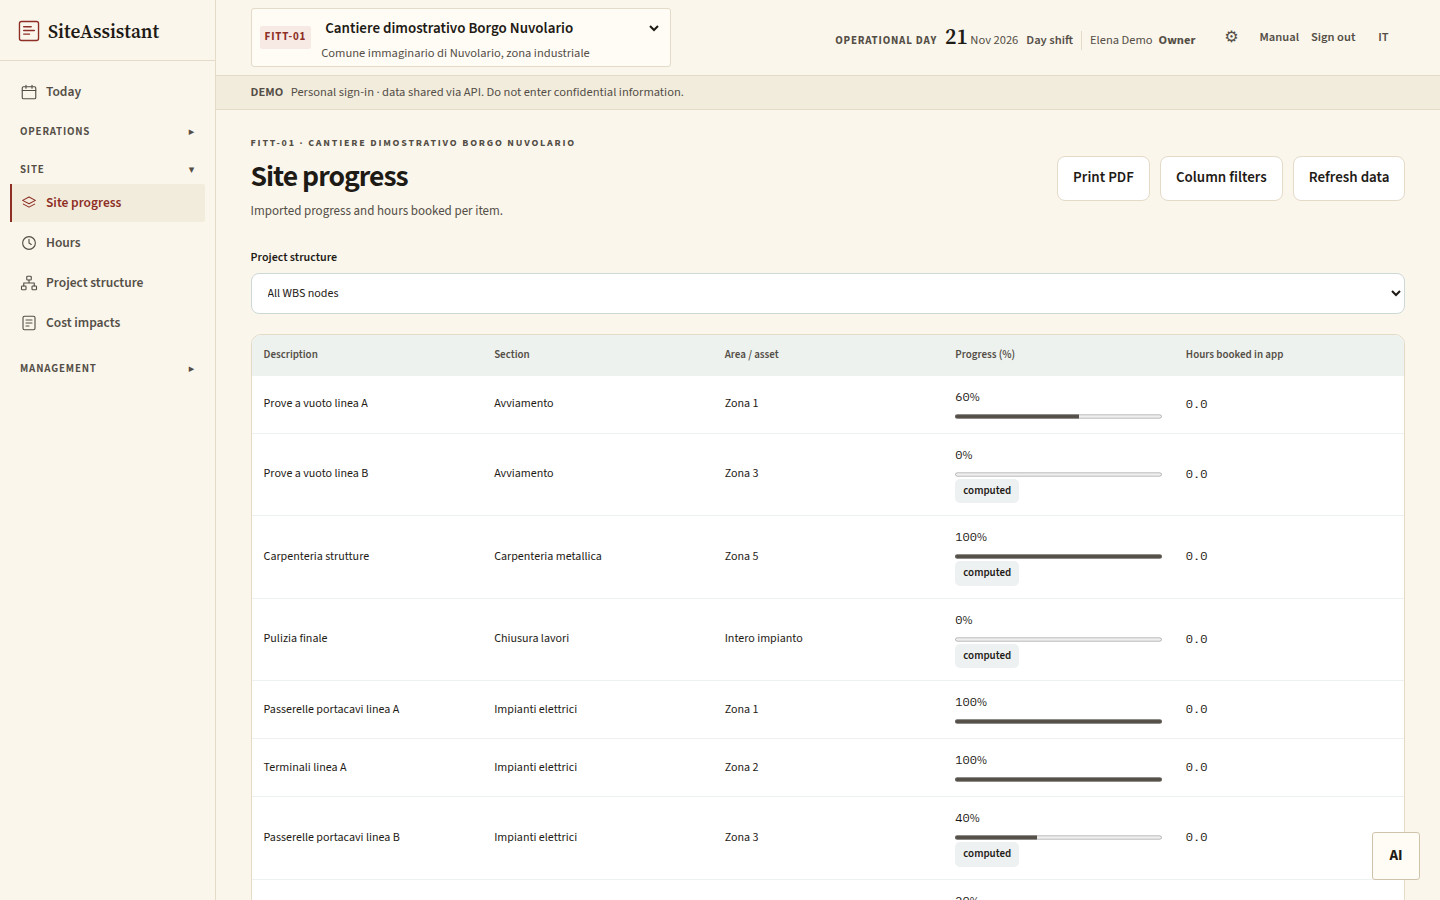 SiteAssistant
FITT-01
Cantiere dimostrativo Borgo Nuvolario
Comune immaginario di Nuvolario, zona industriale
OPERATIONAL DAY 21 Nov 2026 Day shift Elena Demo Owner
Manual Sign out IT
Today
OPERATIONS
SITE
Site progress
Hours
Project structure
Cost impacts
MANAGEMENT
DEMO Personal sign-in · data shared via API. Do not enter confidential information.
FITT-01 · CANTIERE DIMOSTRATIVO BORGO NUVOLARIO
Site progress
Imported progress and hours booked per item.
Print PDF Column filters Refresh data
Project structure
All WBS nodes
Description Section Area / asset Progress (%) Hours booked in app
Prove a vuoto linea A Avviamento Zona 1 60% 0.0
Prove a vuoto linea B Avviamento Zona 3 0% computed 0.0
Carpenteria strutture Carpenteria metallica Zona 5 100% computed 0.0
Pulizia finale Chiusura lavori Intero impianto 0% computed 0.0
Passerelle portacavi linea A Impianti elettrici Zona 1 100% 0.0
Terminali linea A Impianti elettrici Zona 2 100% 0.0
Passerelle portacavi linea B Impianti elettrici Zona 3 40% computed 0.0
AI